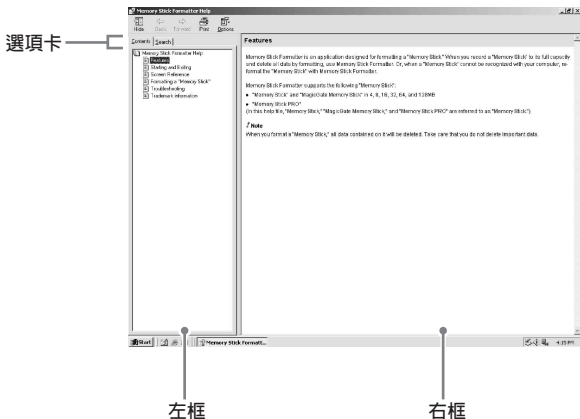 Memory Stick Formatter Help
Hide Back Forward Print Options
選項卡
Contents Search
Memory Stick Formatter Help
Features
Starting and Exiting
Screen Reference
Formatting a "Memory Stick"
Troubleshooting
Trademark Information
Features
Memory Stick Formatter is an application designed for formatting a "Memory Stick." When you record a "Memory Stick" to its full capacity
and delete all data by formatting, use Memory Stick Formatter. Or, when a "Memory Stick" cannot be recognized with your computer, re-
format the "Memory Stick" with Memory Stick Formatter.
Memory Stick Formatter supports the following "Memory Stick":
• "Memory Stick" and "MagicGate Memory Stick" in 4, 8, 16, 32, 64, and 128MB
• "Memory Stick PRO"
(In this help file, "Memory Stick," "MagicGate Memory Stick," and "Memory Stick PRO" are referred to as "Memory Stick")
Note
When you format a "Memory Stick," all data contained on it will be deleted. Take care that you do not delete important data.
Start Memory Stick Formatt... 4:15 PM
左框 右框